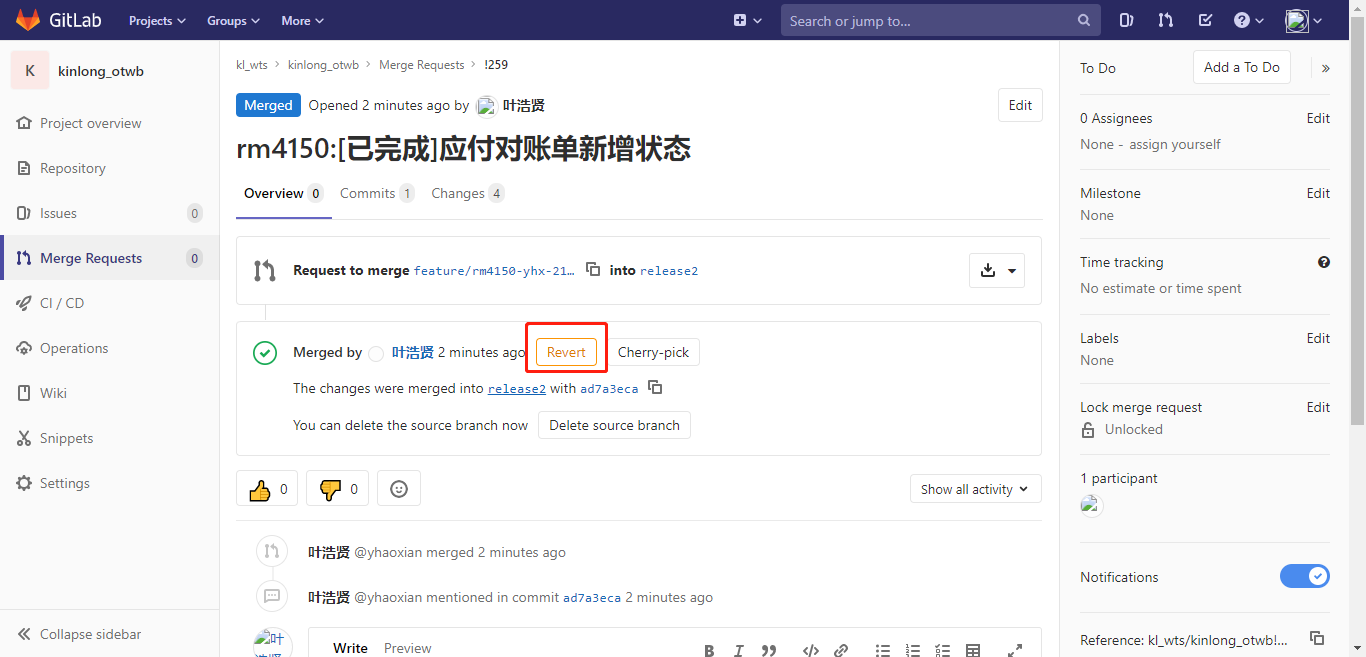 GitLab Projects Groups More Search or jump to...
K kinlong_otwb
Project overview
Repository
Issues 0
Merge Requests 0
CI / CD
Operations
Wiki
Snippets
Settings
Collapse sidebar
kl_wts > kinlong_otwb > Merge Requests > !259
Merged Opened 2 minutes ago by 叶浩贤 Edit
rm4150:[已完成]应付对账单新增状态
Overview 0 Commits 1 Changes 4
Request to merge feature/rm4150-yhx-21… into release2
Merged by 叶浩贤 2 minutes ago Revert Cherry-pick
The changes were merged into release2 with ad7a3eca
You can delete the source branch now Delete source branch
0 0 Show all activity
叶浩贤 @yhaoxian merged 2 minutes ago
叶浩贤 @yhaoxian mentioned in commit ad7a3eca 2 minutes ago
叶
Write Preview
To Do Add a To Do »
0 Assignees Edit
None - assign yourself
Milestone Edit
None
Time tracking
No estimate or time spent
Labels Edit
None
Lock merge request Edit
Unlocked
1 participant
Notifications
Reference: kl_wts/kinlong_otwb!…